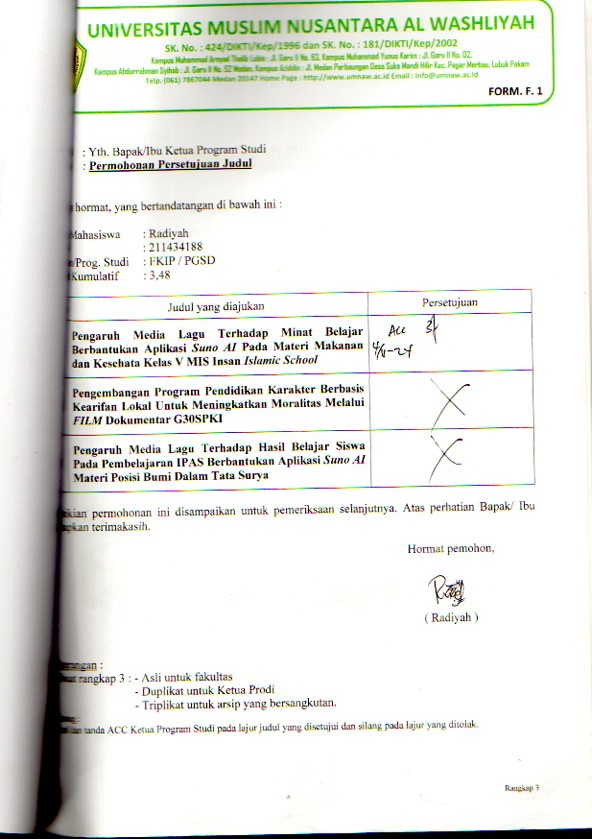 UNIVERSITAS MUSLIM NUSANTARA AL WASHLIYAH
SK. No. : 424/DIKTI/Kep/1996 dan SK. No. : 181/DIKTI/Kep/2002
Kampus Muhammad Arsyad Thalib Lubis : Jl. Garu II No. 93, Kampus Muhammad Yunus Karim : Jl. Garu II No. 02,
Kampus Abdurrahman Syihab : Jl. Garu II No. 52 Medan, Kampus Aziddin : Jl. Medan Perbaungan Desa Suka Mandi Hilir Kec. Pagar Merbau, Lubuk Pakam
Telp. (061) 7867044 Medan 20147 Home Page : http://www.umnaw.ac.id Email : info@umnaw.ac.id
FORM. F. 1
: Yth. Bapak/Ibu Ketua Program Studi
: Permohonan Persetujuan Judul
hormat, yang bertandatangan di bawah ini :
Mahasiswa : Radiyah
: 211434188
/Prog. Studi : FKIP / PGSD
Kumulatif : 3,48
Judul yang diajukan Persetujuan
Pengaruh Media Lagu Terhadap Minat Belajar
Berbantukan Aplikasi Suno AI Pada Materi Makanan
dan Kesehata Kelas V MIS Insan Islamic School
Acc
Pengembangan Program Pendidikan Karakter Berbasis
Kearifan Lokal Untuk Meningkatkan Moralitas Melalui
FILM Dokumentar G30SPKI
Pengaruh Media Lagu Terhadap Hasil Belajar Siswa
Pada Pembelajaran IPAS Berbantukan Aplikasi Suno AI
Materi Posisi Bumi Dalam Tata Surya
kian permohonan ini disampaikan untuk pemeriksaan selanjutnya. Atas perhatian Bapak/ Ibu
pkan terimakasih.
Hormat pemohon,
( Radiyah )
rangan :
uat rangkap 3 : - Asli untuk fakultas
- Duplikat untuk Ketua Prodi
- Triplikat untuk arsip yang bersangkutan.
tanda ACC Ketua Program Studi pada lajur judul yang disetujui dan silang pada lajur yang ditolak.
Rangkap 3